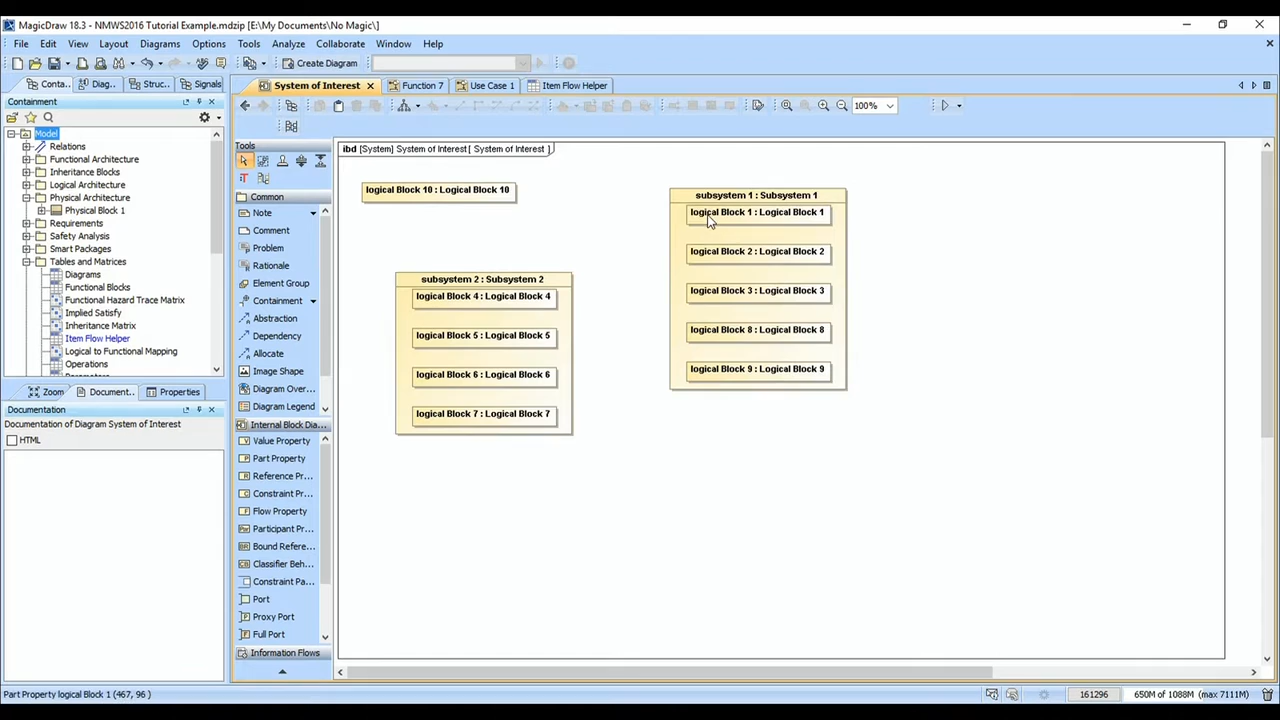 MagicDraw 18.3 - NMWS2016 Tutorial Example.mdzip [E:\My Documents\No Magic\]
File Edit View Layout Diagrams Options Tools Analyze Collaborate Window Help
Create Diagram
Conta... Diag... Struc... Signals
System of Interest Function 7 Use Case 1 Item Flow Helper
Containment
100%
Model
Relations
Functional Architecture
Inheritance Blocks
Logical Architecture
Physical Architecture
Physical Block 1
Requirements
Safety Analysis
Smart Packages
Tables and Matrices
Diagrams
Functional Blocks
Functional Hazard Trace Matrix
Implied Satisfy
Inheritance Matrix
Item Flow Helper
Logical to Functional Mapping
Operations
Zoom Document... Properties
Documentation
Documentation of Diagram System of Interest
HTML
Tools
Common
Note
Comment
Problem
Rationale
Element Group
Containment
Abstraction
Dependency
Allocate
Image Shape
Diagram Over...
Diagram Legend
Internal Block Dia...
Value Property
Part Property
Reference Pr...
Constraint Pr...
Flow Property
Participant Pr...
Bound Refere...
Classifier Beh...
Constraint Pa...
Port
Proxy Port
Full Port
Information Flows
ibd [System] System of Interest [ System of Interest ]
logical Block 10 : Logical Block 10
subsystem 2 : Subsystem 2
logical Block 4 : Logical Block 4
logical Block 5 : Logical Block 5
logical Block 6 : Logical Block 6
logical Block 7 : Logical Block 7
subsystem 1 : Subsystem 1
logical Block 1 : Logical Block 1
logical Block 2 : Logical Block 2
logical Block 3 : Logical Block 3
logical Block 8 : Logical Block 8
logical Block 9 : Logical Block 9
Part Property logical Block 1 (467, 96 )
161296 650M of 1088M (max 7111M)